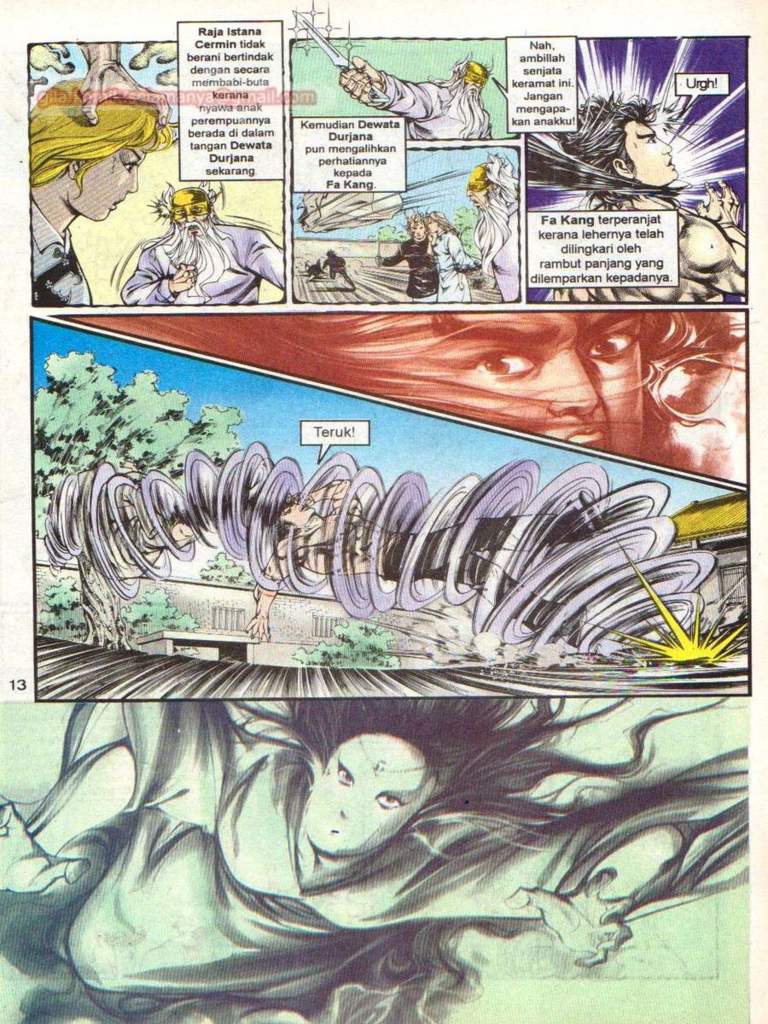 Raja Istana
Cermin tidak
berani bertindak
dengan secara
membabi-buta
kerana
nyawa anak
perempuannya
berada di dalam
tangan Dewata
Durjana
sekarang.
Nah,
ambillah
senjata
keramat ini.
Jangan
mengapa-
kan anakku!
Kemudian Dewata
Durjana
pun mengalihkan
perhatiannya
kepada
Fa Kang.
Urgh!
Fa Kang terperanjat
kerana lehernya telah
dilingkari oleh
rambut panjang yang
dilemparkan kepadanya.
Teruk!
13